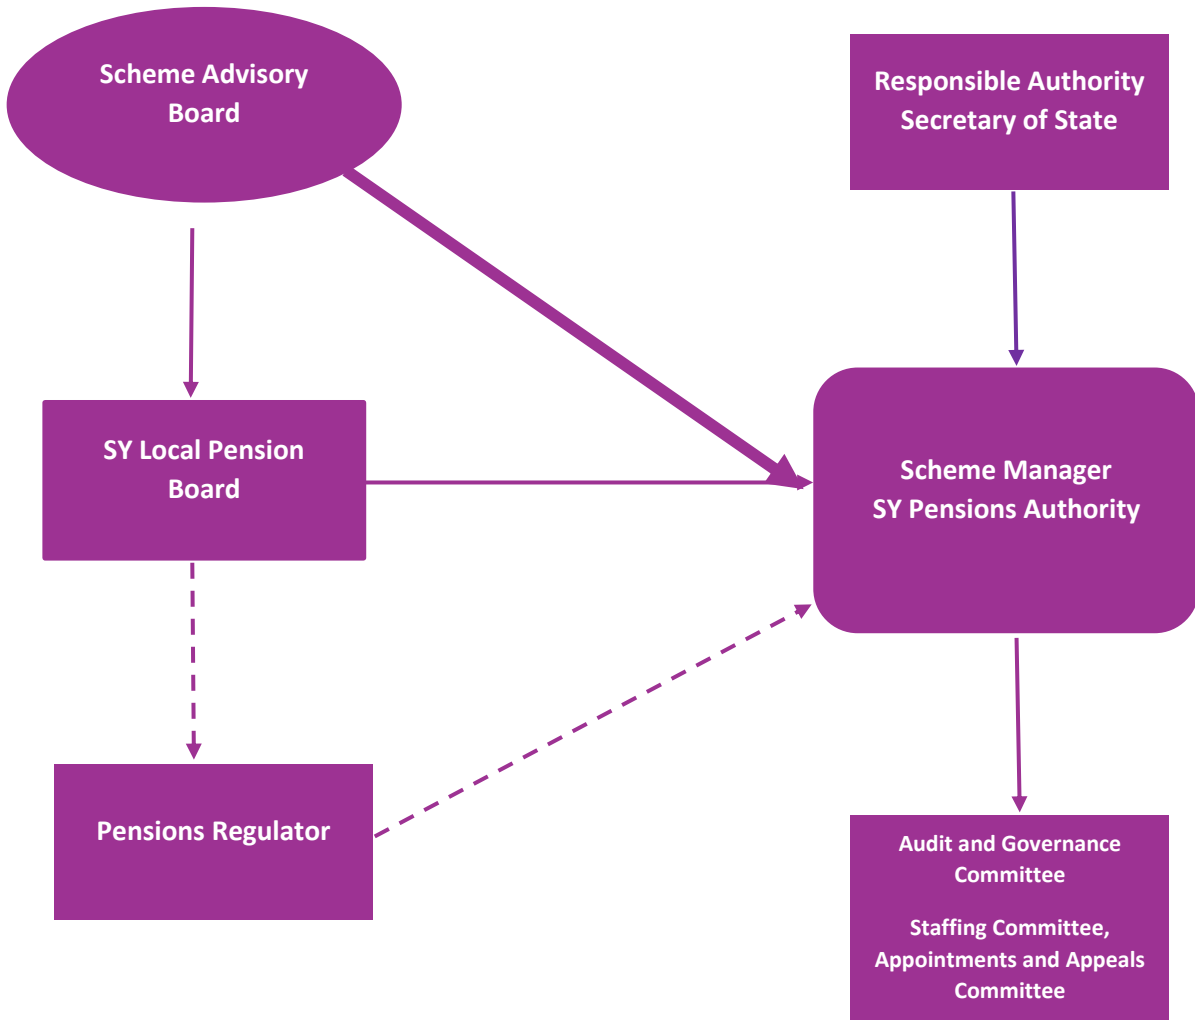 Scheme Advisory
Board
Responsible Authority
Secretary of State
SY Local Pension
Board
Scheme Manager
SY Pensions Authority
Pensions Regulator
Audit and Governance
Committee
Staffing Committee,
Appointments and Appeals
Committee